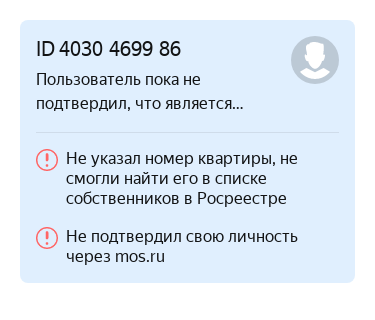 ID 4030 4699 86
Пользователь пока не
подтвердил, что является...
Не указал номер квартиры, не
смогли найти его в списке
собственников в Росреестре
Не подтвердил свою личность
через mos.ru